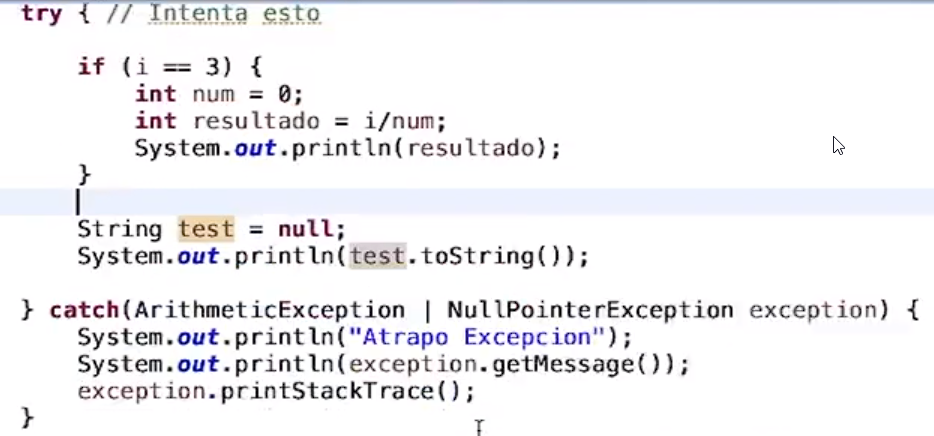 try { // Intenta esto
if (i == 3) {
int num = 0;
int resultado = i/num;
System.out.println(resultado);
}
String test = null;
System.out.println(test.toString());
} catch(ArithmeticException | NullPointerException exception) {
System.out.println("Atrapo Excepcion");
System.out.println(exception.getMessage());
exception.printStackTrace();
}